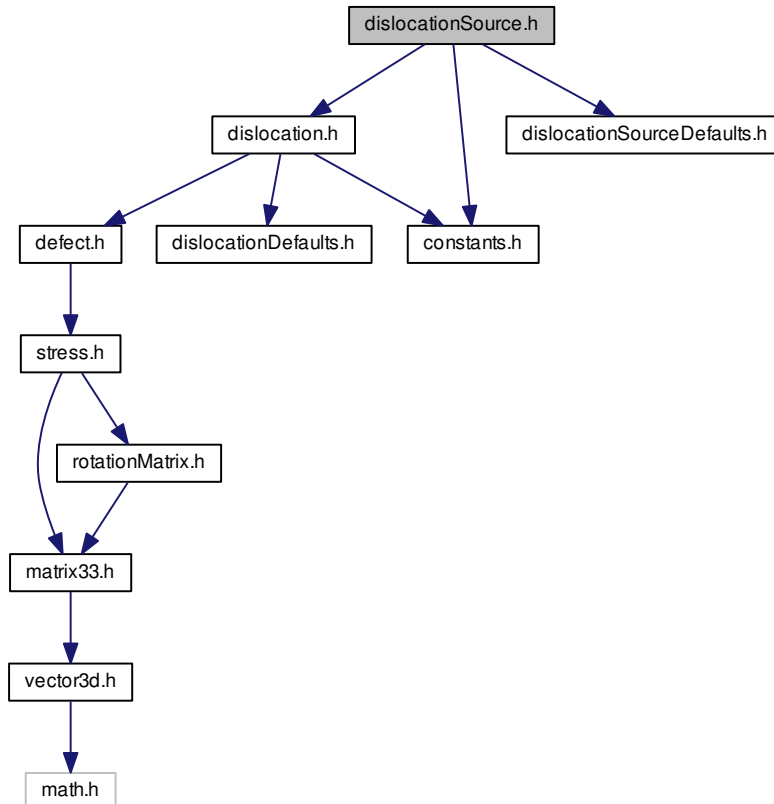 dislocationSource.h
dislocation.h
dislocationSourceDefaults.h
defect.h
dislocationDefaults.h
constants.h
stress.h
rotationMatrix.h
matrix33.h
vector3d.h
math.h